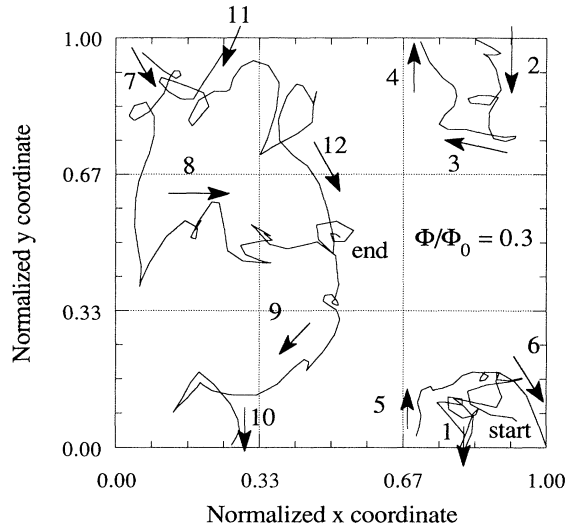 11
1.00
7
4
2
12
3
0.67
8
Normalized y coordinate
end
Φ/Φ₀ = 0.3
0.33
9
6
5
10
1
start
0.00
0.00 0.33 0.67 1.00
Normalized x coordinate